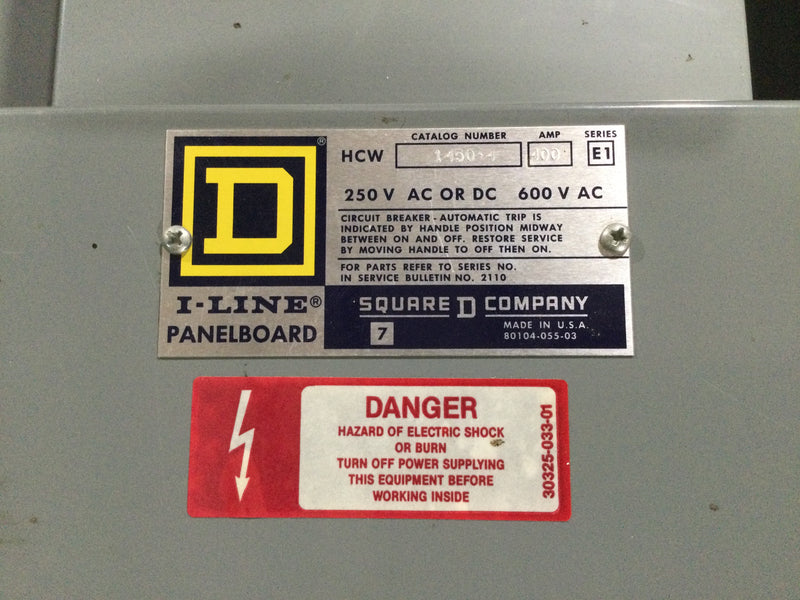 D
®
CATALOG NUMBER AMP SERIES
HCW E1
250 V AC OR DC 600 V AC
CIRCUIT BREAKER - AUTOMATIC TRIP IS
INDICATED BY HANDLE POSITION MIDWAY
BETWEEN ON AND OFF. RESTORE SERVICE
BY MOVING HANDLE TO OFF THEN ON.
FOR PARTS REFER TO SERIES NO.
IN SERVICE BULLETIN NO. 2110
I-LINE®
PANELBOARD
SQUARE D COMPANY
7
MADE IN U.S.A.
80104-055-03
DANGER
HAZARD OF ELECTRIC SHOCK
OR BURN
TURN OFF POWER SUPPLYING
THIS EQUIPMENT BEFORE
WORKING INSIDE
30325-033-01